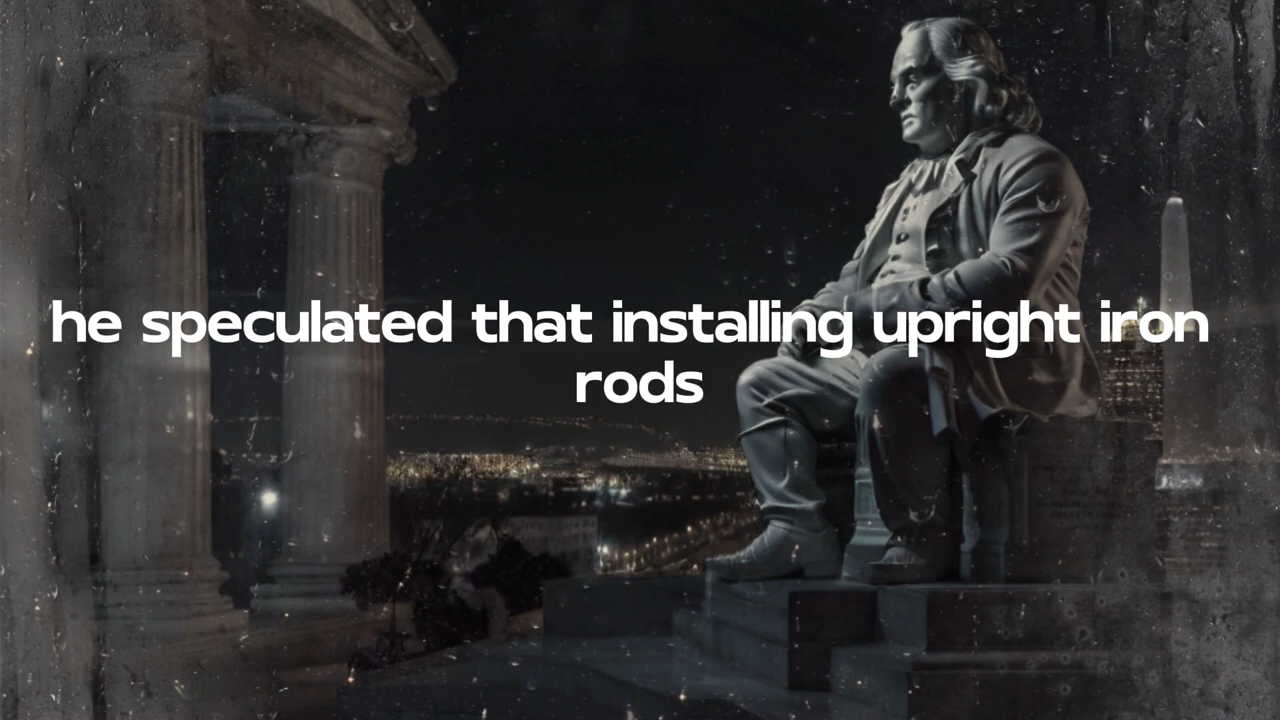 he speculated that installing upright iron
rods